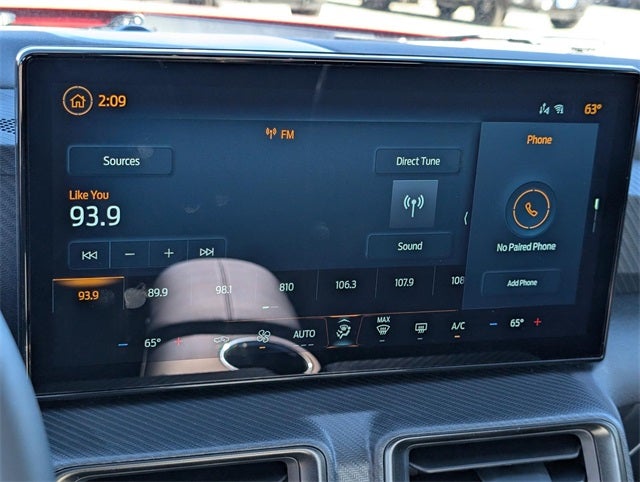 2:09
63°
FM
Phone
Sources
Direct Tune
Like You
93.9
Sound
No Paired Phone
Add Phone
93.9 89.9 98.1 810 106.3 107.9 108
65° AUTO MAX A/C 65°